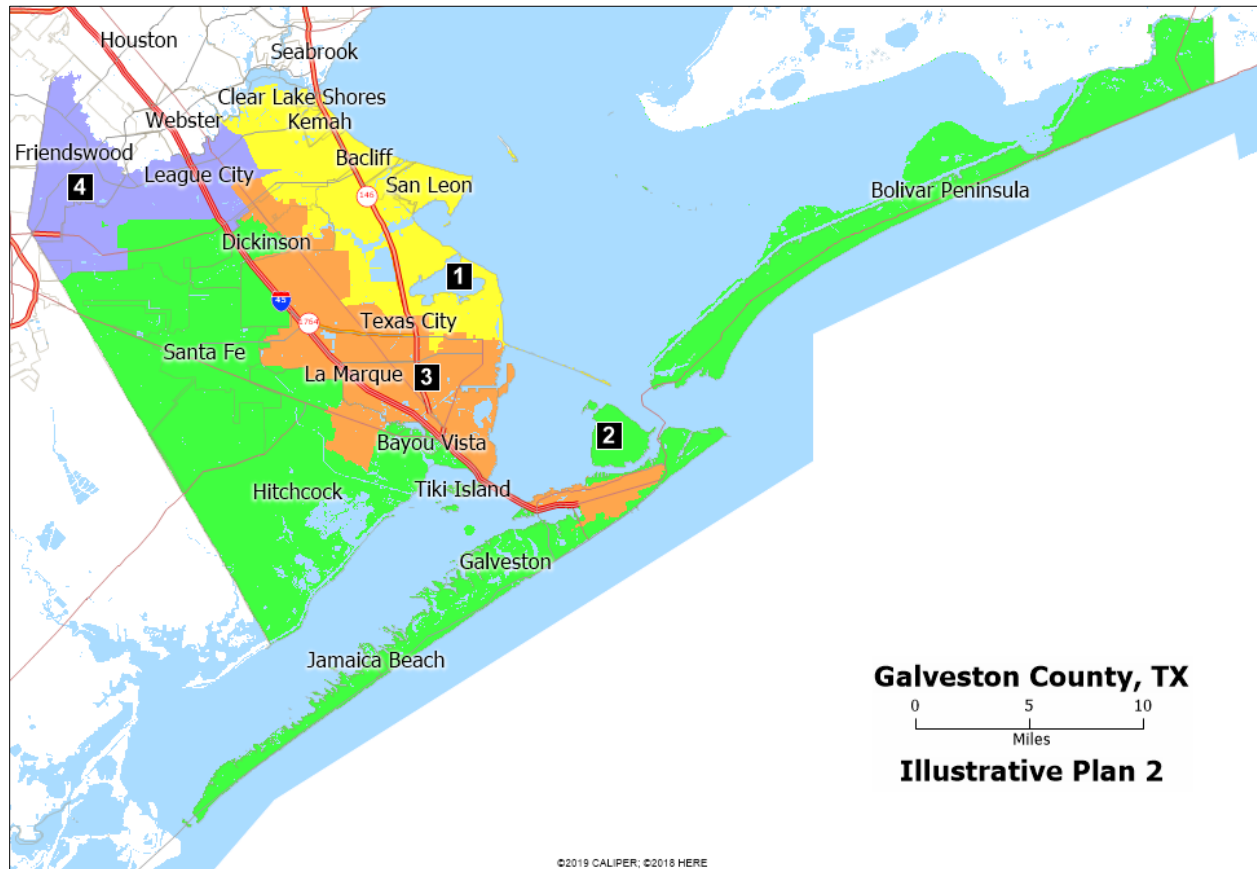 Houston
Seabrook
Clear Lake Shores
Kemah
Webster
Friendswood
Bacliff
League City
4
San Leon
146
Bolivar Peninsula
Dickinson
1
45
1764
Texas City
Santa Fe
La Marque
3
2
Bayou Vista
Hitchcock
Tiki Island
Galveston
Jamaica Beach
Galveston County, TX
0 5 10
Miles
Illustrative Plan 2
©2019 CALIPER; ©2018 HERE